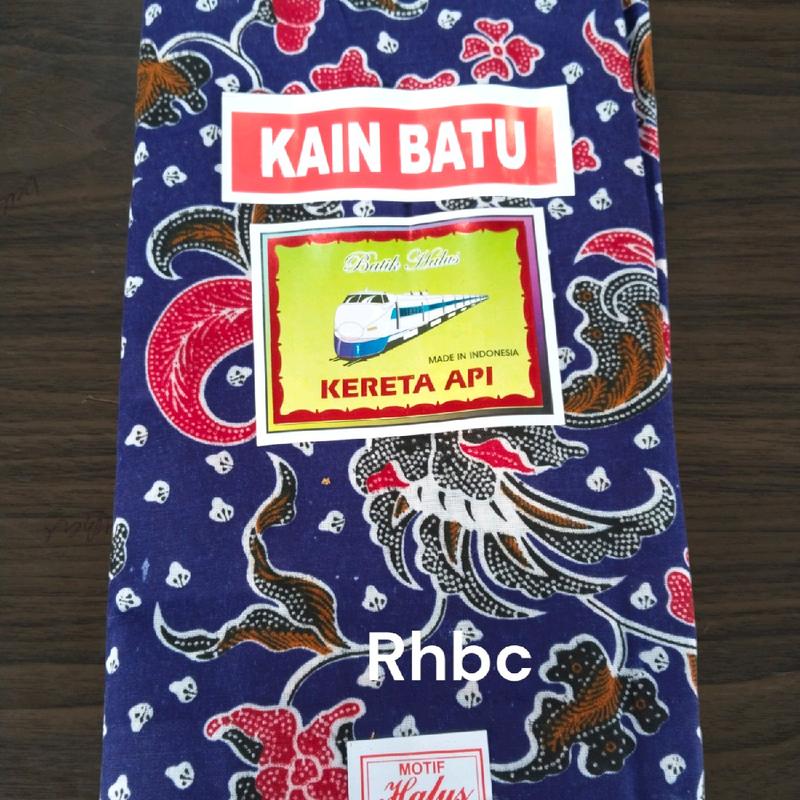 KAIN BATU
Batik Halus
MADE IN INDONESIA
KERETA API
Rhbc
MOTIF
Halus